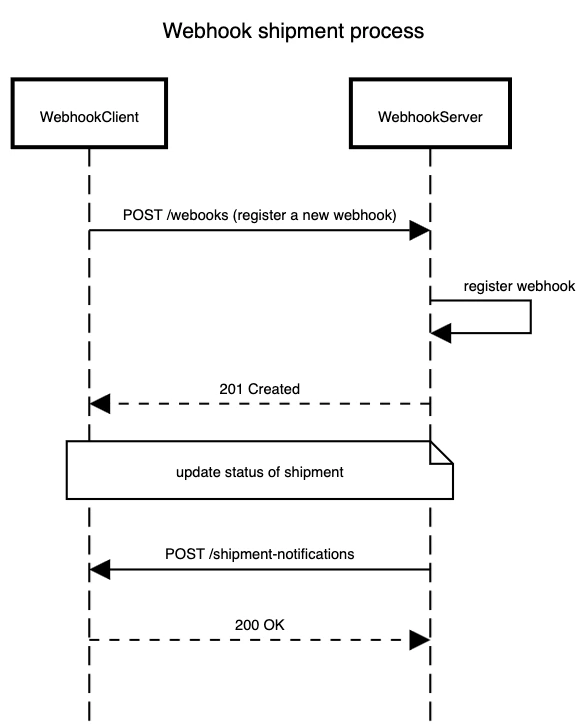 Webhook shipment process
WebhookClient
WebhookServer
POST /webooks (register a new webhook)
register webhook
201 Created
update status of shipment
POST /shipment-notifications
200 OK